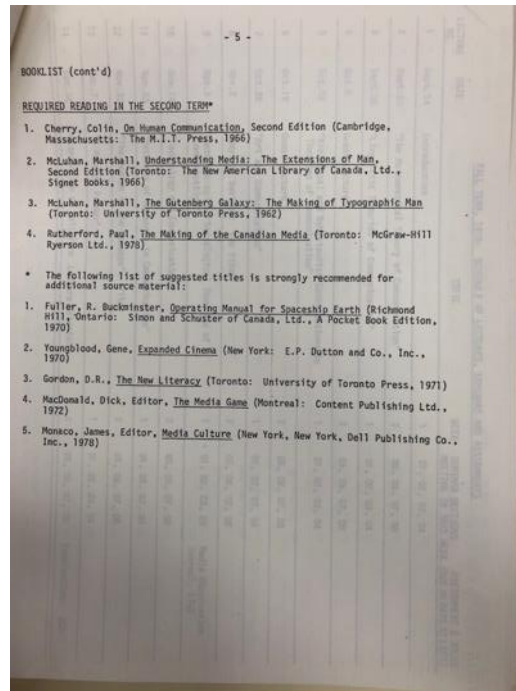 - 5 -
BOOKLIST (cont'd)
REQUIRED READING IN THE SECOND TERM*
1. Cherry, Colin, On Human Communication, Second Edition (Cambridge,
Massachusetts: The M.I.T. Press, 1966)
2. McLuhan, Marshall, Understanding Media: The Extensions of Man,
Second Edition (Toronto: The New American Library of Canada, Ltd.,
Signet Books, 1966)
3. McLuhan, Marshall, The Gutenberg Galaxy: The Making of Typographic Man
(Toronto: University of Toronto Press, 1962)
4. Rutherford, Paul, The Making of the Canadian Media (Toronto: McGraw-Hill
Ryerson Ltd., 1978)
* The following list of suggested titles is strongly recommended for
additional source material:
1. Fuller, R. Buckminster, Operating Manual for Spaceship Earth (Richmond
Hill, Ontario: Simon and Schuster of Canada, Ltd., A Pocket Book Edition,
1970)
2. Youngblood, Gene, Expanded Cinema (New York: E.P. Dutton and Co., Inc.,
1970)
3. Gordon, D.R., The New Literacy (Toronto: University of Toronto Press, 1971)
4. MacDonald, Dick, Editor, The Media Game (Montreal: Content Publishing Ltd.,
1972)
5. Monaco, James, Editor, Media Culture (New York, New York, Dell Publishing Co.,
Inc., 1978)